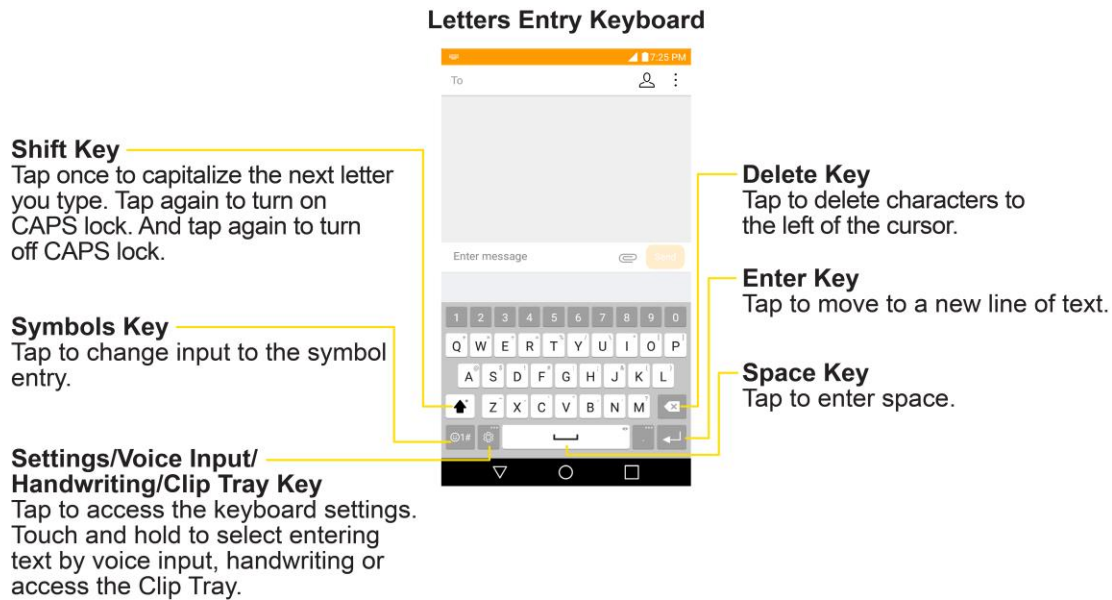 Letters Entry Keyboard
7:25 PM
To
Shift Key
Tap once to capitalize the next letter
you type. Tap again to turn on
CAPS lock. And tap again to turn
off CAPS lock.
Delete Key
Tap to delete characters to
the left of the cursor.
Enter message
Send
Enter Key
Tap to move to a new line of text.
1 2 3 4 5 6 7 8 9 0
Symbols Key
Tap to change input to the symbol
entry.
Q W E R T Y U I O P
A S D F G H J K L
Space Key
Tap to enter space.
Z X C V B N M
1#
Settings/Voice Input/
Handwriting/Clip Tray Key
Tap to access the keyboard settings.
Touch and hold to select entering
text by voice input, handwriting or
access the Clip Tray.